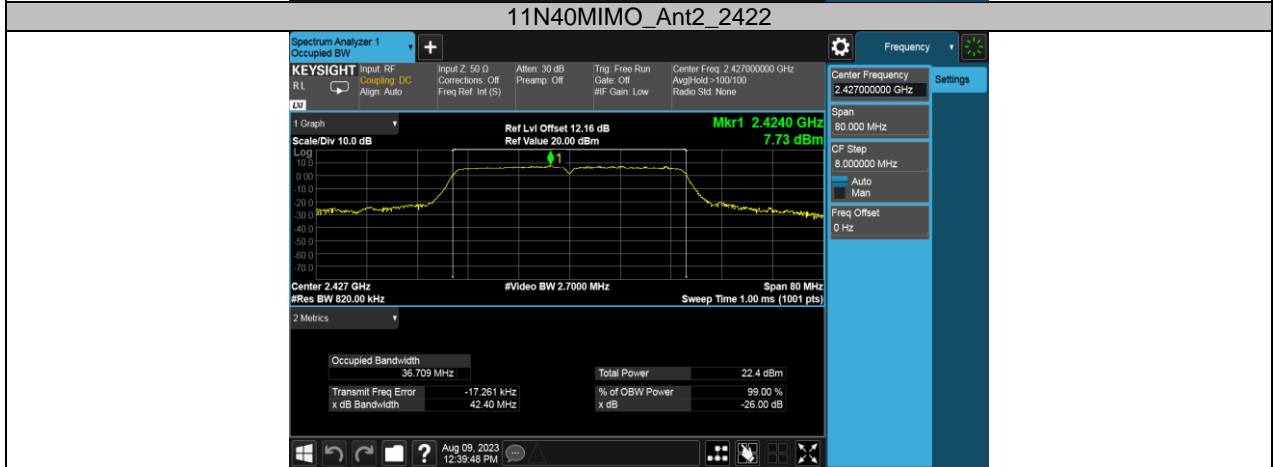 11N40MIMO_Ant2_2422
Spectrum Analyzer 1
Occupied BW
Frequency
KEYSIGHT
RL
LXI
Input: RF
Coupling: DC
Align: Auto
Input Z: 50 Ω
Corrections: Off
Freq Ref: Int (S)
Atten: 30 dB
Preamp: Off
Trig: Free Run
Gate: Off
#IF Gain: Low
Center Freq: 2.427000000 GHz
Avg|Hold:>100/100
Radio Std: None
Center Frequency
2.427000000 GHz
Settings
Span
80.000 MHz
CF Step
8.000000 MHz
Auto
Man
Freq Offset
0 Hz
1 Graph
Scale/Div 10.0 dB
Ref Lvl Offset 12.16 dB
Ref Value 20.00 dBm
Mkr1 2.4240 GHz
7.73 dBm
Log
1
10.0
0.00
-10.0
-20.0
-30.0
-40.0
-50.0
-60.0
-70.0
Center 2.427 GHz
#Video BW 2.7000 MHz
Span 80 MHz
#Res BW 820.00 kHz
Sweep Time 1.00 ms (1001 pts)
2 Metrics
Occupied Bandwidth
36.709 MHz
Total Power 22.4 dBm
Transmit Freq Error -17.261 kHz
% of OBW Power 99.00 %
x dB Bandwidth 42.40 MHz
x dB -26.00 dB
?
Aug 09, 2023
12:39:48 PM